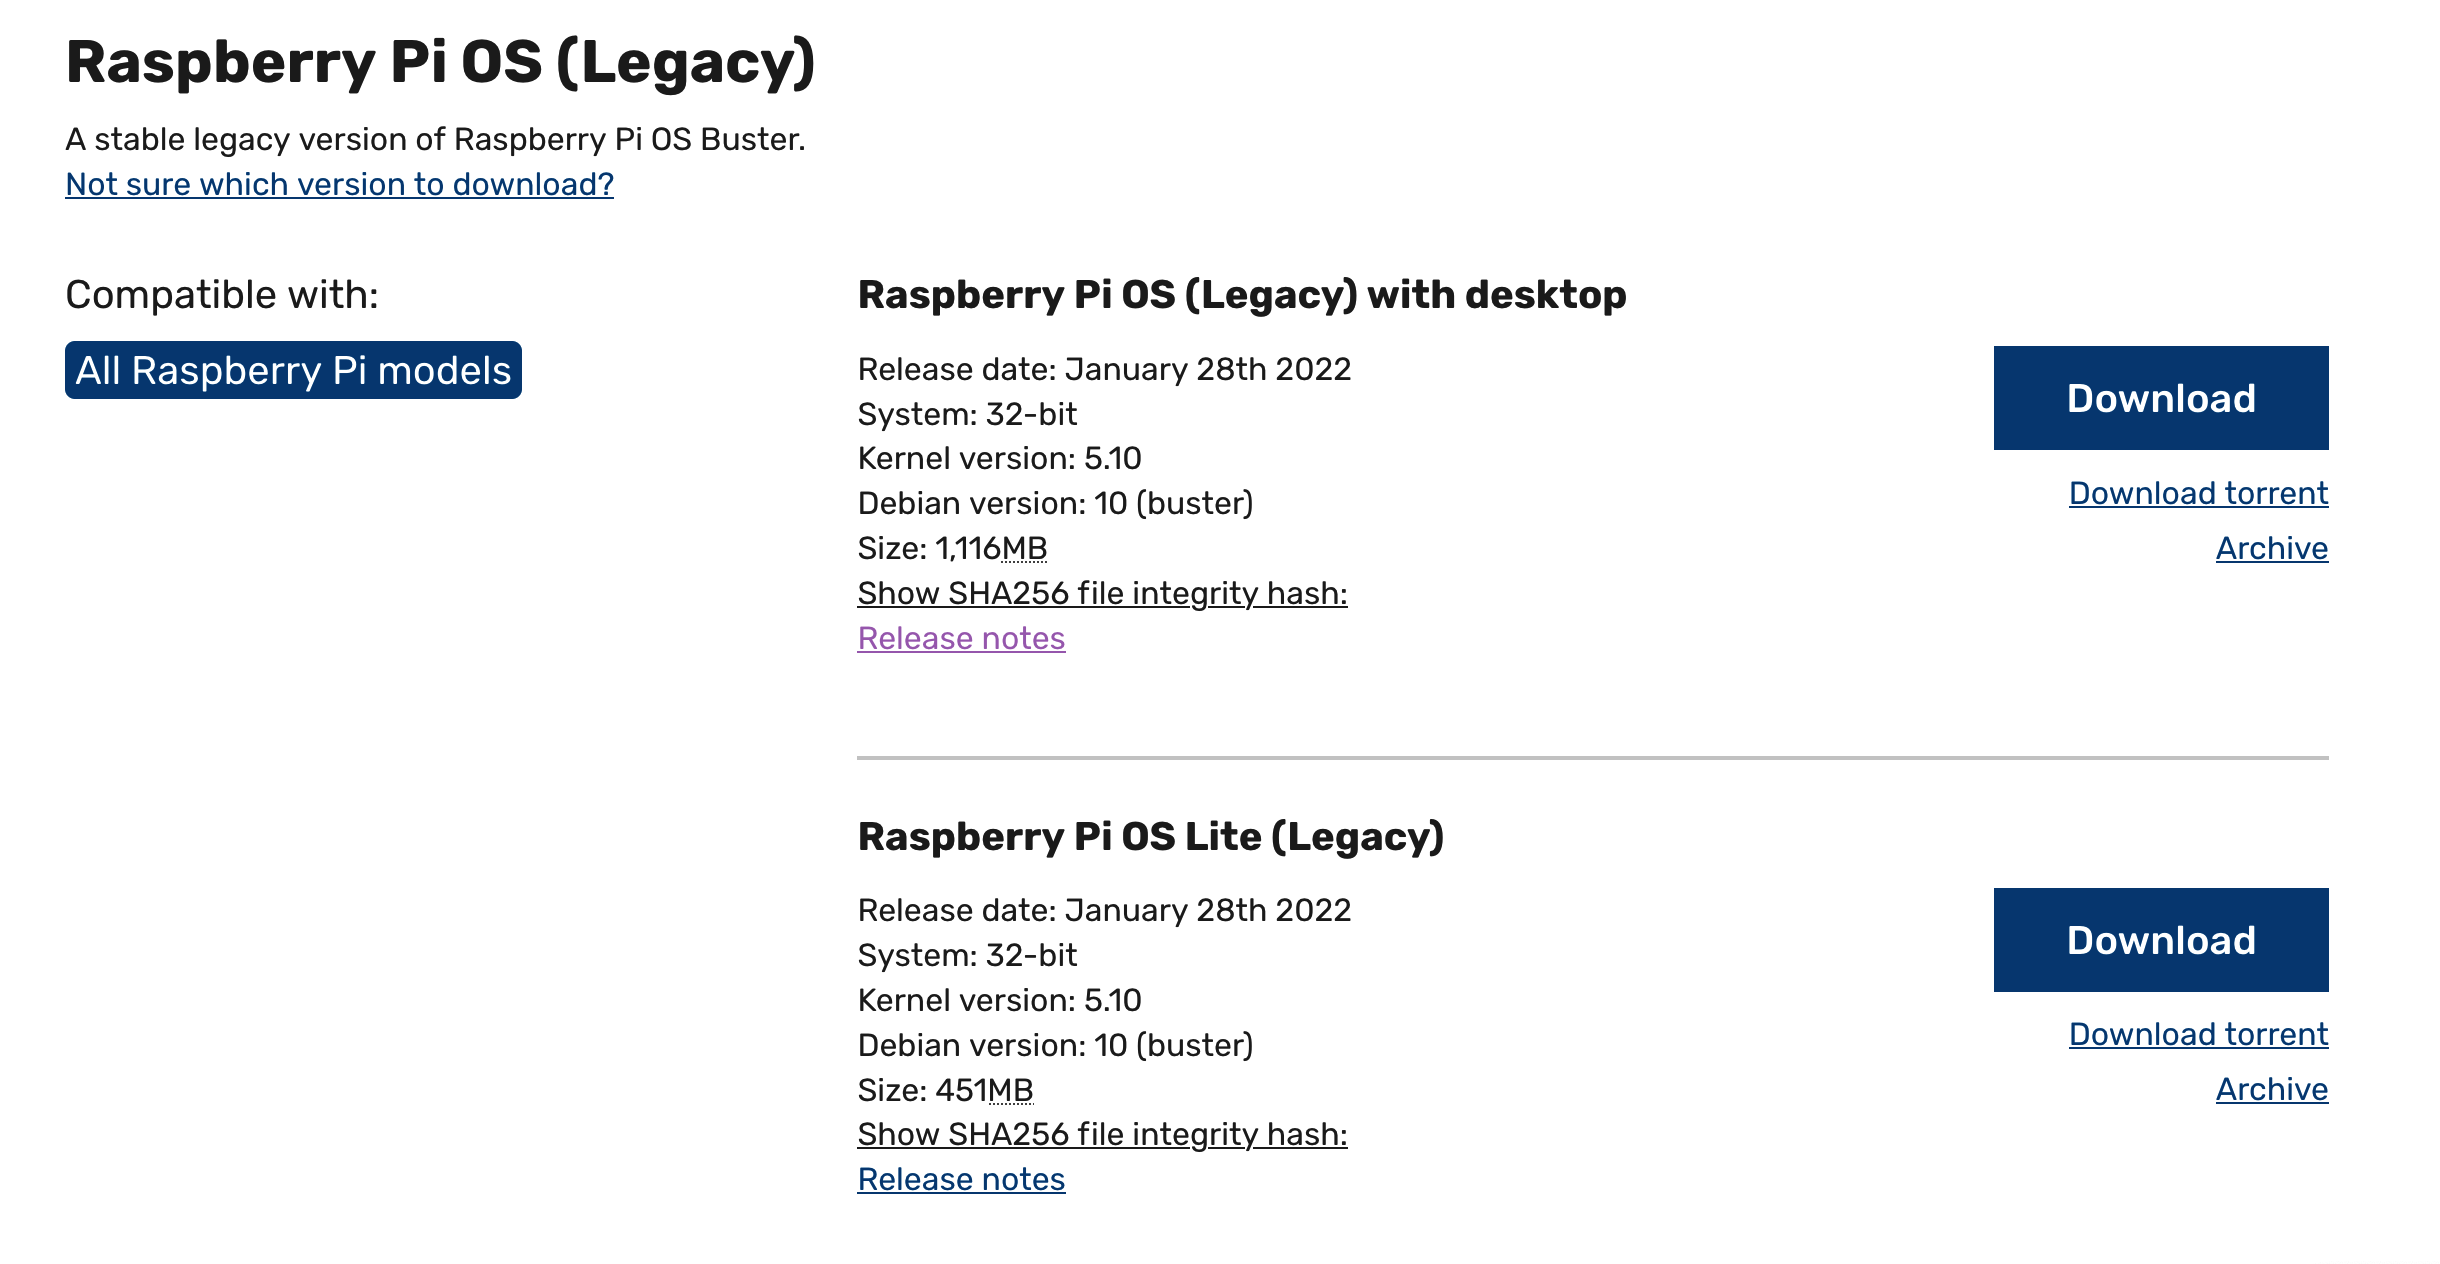 Raspberry Pi OS (Legacy)
A stable legacy version of Raspberry Pi OS Buster.
Not sure which version to download?
Compatible with:
All Raspberry Pi models
Raspberry Pi OS (Legacy) with desktop
Release date: January 28th 2022
System: 32-bit
Kernel version: 5.10
Debian version: 10 (buster)
Size: 1,116MB
Show SHA256 file integrity hash:
Release notes
Download
Download torrent
Archive
Raspberry Pi OS Lite (Legacy)
Release date: January 28th 2022
System: 32-bit
Kernel version: 5.10
Debian version: 10 (buster)
Size: 451MB
Show SHA256 file integrity hash:
Release notes
Download
Download torrent
Archive